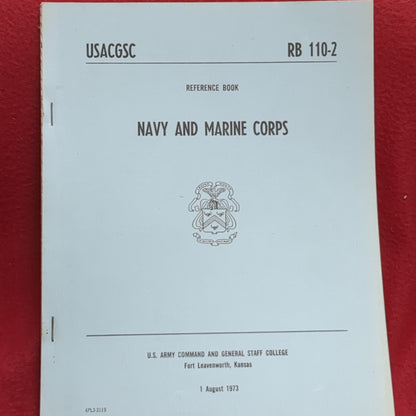 USACGSC RB 110-2
REFERENCE BOOK
NAVY AND MARINE CORPS
U.S. ARMY COMMAND AND GENERAL STAFF COLLEGE
Fort Leavenworth, Kansas
1 August 1973